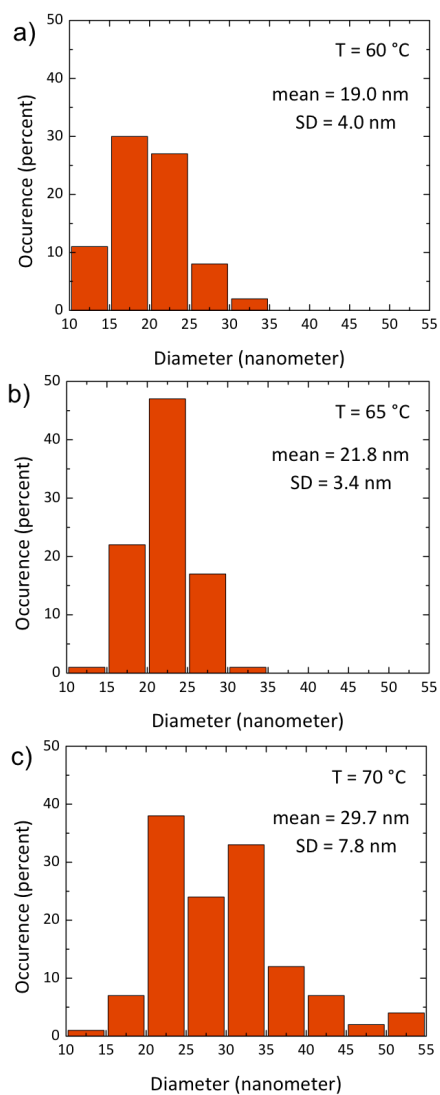 a)
50
40
30
20
10
0
Occurence (percent)
T = 60 °C
mean = 19.0 nm
SD = 4.0 nm
10 15 20 25 30 35 40 45 50 55
Diameter (nanometer)
b)
50
40
30
20
10
0
Occurence (percent)
T = 65 °C
mean = 21.8 nm
SD = 3.4 nm
10 15 20 25 30 35 40 45 50 55
Diameter (nanometer)
c)
50
40
30
20
10
0
Occurence (percent)
T = 70 °C
mean = 29.7 nm
SD = 7.8 nm
10 15 20 25 30 35 40 45 50 55
Diameter (nanometer)